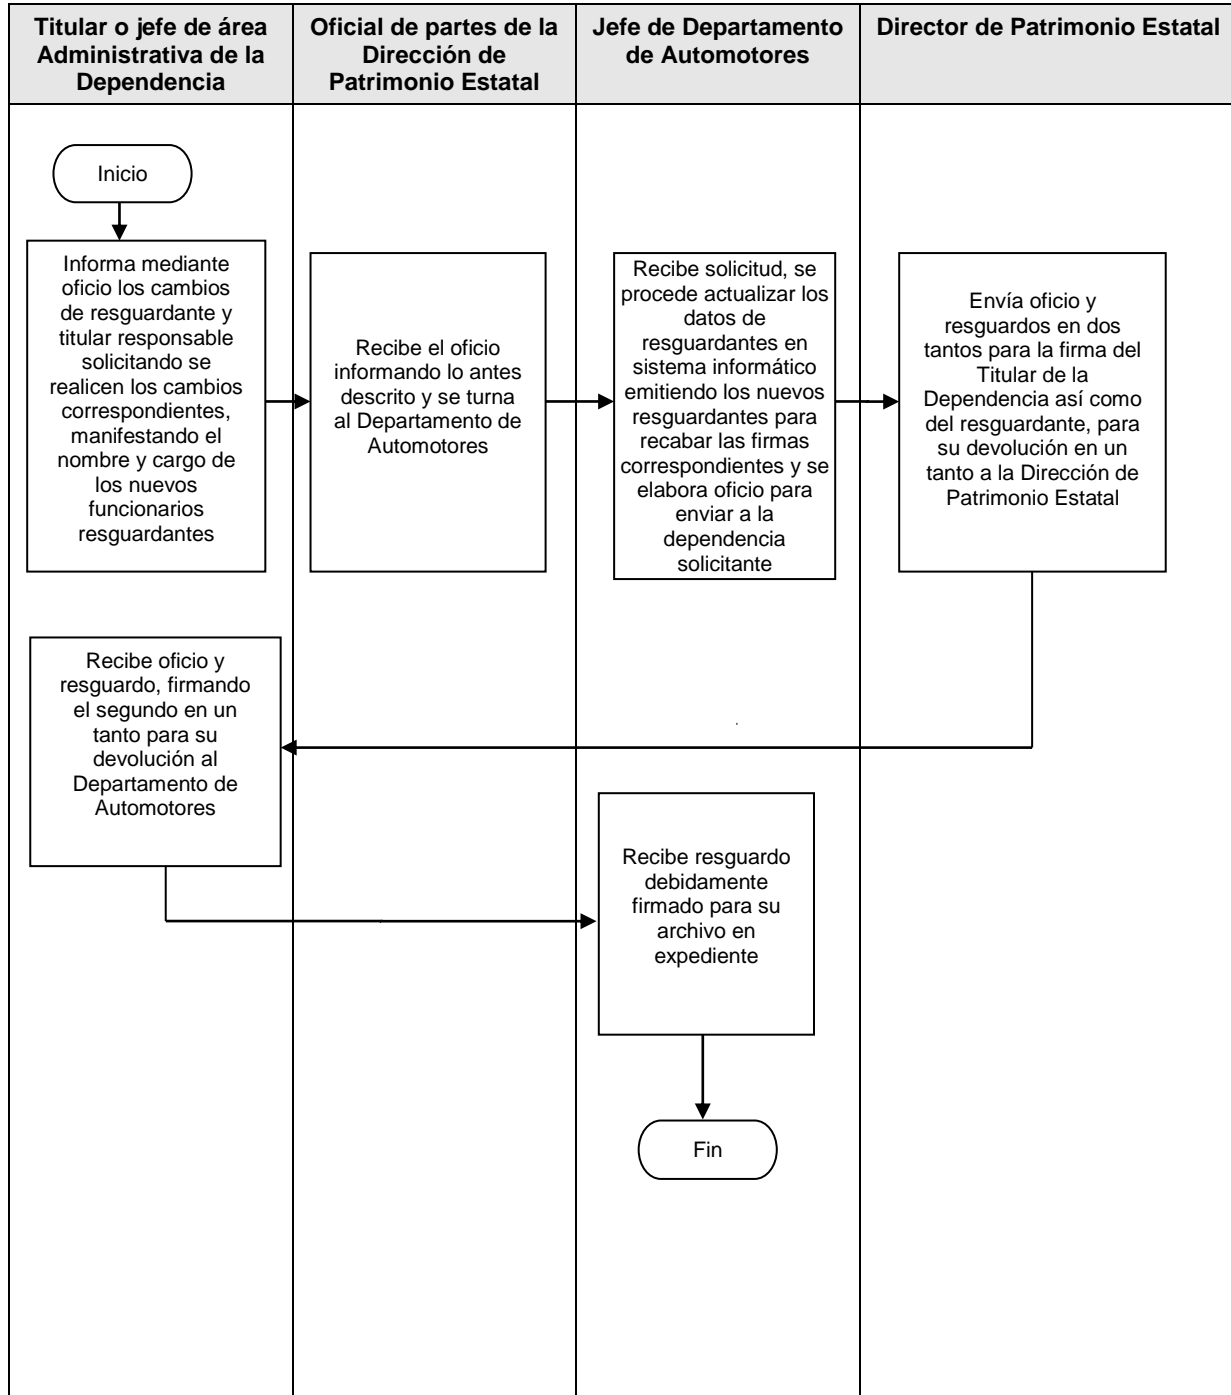 Titular o jefe de área
Administrativa de la
Dependencia
Oficial de partes de la
Dirección de
Patrimonio Estatal
Jefe de Departamento
de Automotores
Director de Patrimonio Estatal
Inicio
Informa mediante
oficio los cambios
de resguardante y
titular responsable
solicitando se
realicen los cambios
correspondientes,
manifestando el
nombre y cargo de
los nuevos
funcionarios
resguardantes
Recibe el oficio
informando lo antes
descrito y se turna
al Departamento de
Automotores
Recibe solicitud, se
procede actualizar los
datos de
resguardantes en
sistema informático
emitiendo los nuevos
resguardantes para
recabar las firmas
correspondientes y se
elabora oficio para
enviar a la
dependencia
solicitante
Envía oficio y
resguardos en dos
tantos para la firma del
Titular de la
Dependencia así como
del resguardante, para
su devolución en un
tanto a la Dirección de
Patrimonio Estatal
Recibe oficio y
resguardo, firmando
el segundo en un
tanto para su
devolución al
Departamento de
Automotores
Recibe resguardo
debidamente
firmado para su
archivo en
expediente
Fin